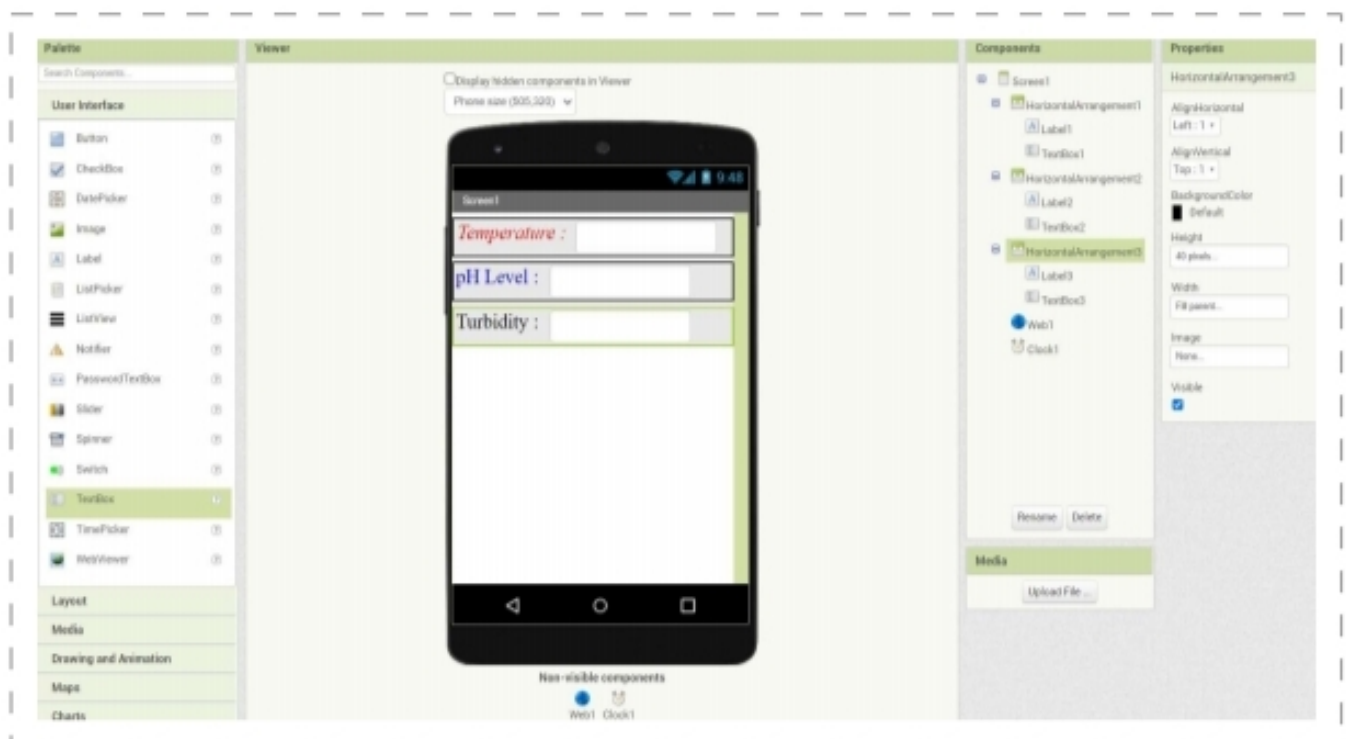 Palette
Search Components...
User Interface
Button
CheckBox
DatePicker
Image
Label
ListPicker
ListView
Notifier
PasswordTextBox
Slider
Spinner
Switch
TextBox
TimePicker
WebViewer
Layout
Media
Drawing and Animation
Maps
Charts
Viewer
Display hidden components in Viewer
Phone size (505,320)
9:48
Screen1
Temperature :
pH Level :
Turbidity :
Non-visible components
Web1 Clock1
Components
Screen1
HorizontalArrangement1
Label1
TextBox1
HorizontalArrangement2
Label2
TextBox2
HorizontalArrangement3
Label3
TextBox3
Web1
Clock1
Rename Delete
Media
Upload File ...
Properties
HorizontalArrangement3
AlignHorizontal
Left : 1
AlignVertical
Top : 1
BackgroundColor
Default
Height
40 pixels...
Width
Fill parent...
Image
None...
Visible